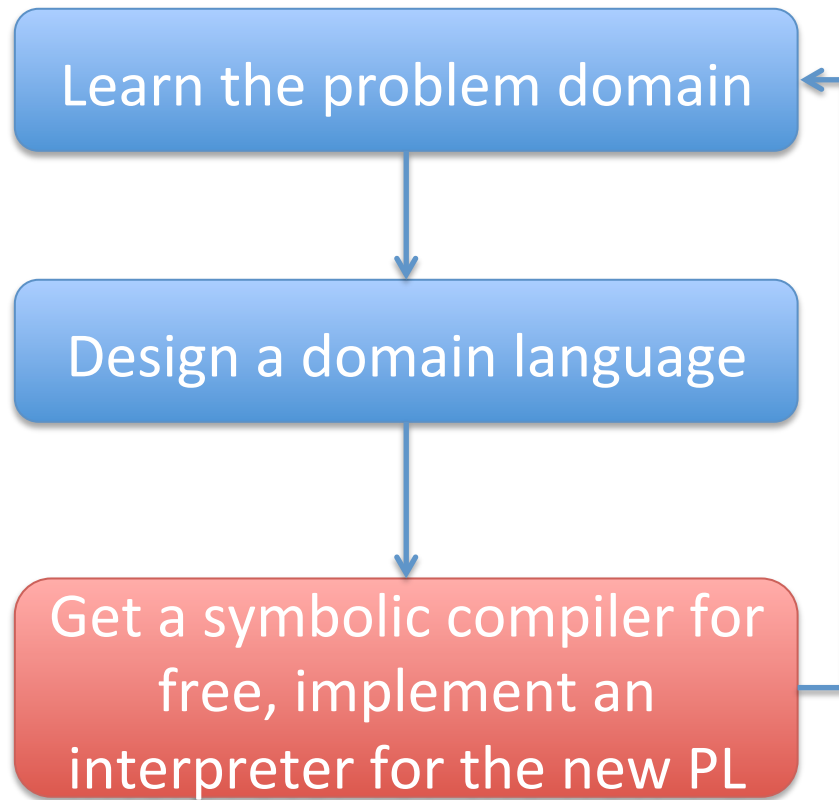 Learn the problem domain
Design a domain language
Get a symbolic compiler for
free, implement an
interpreter for the new PL